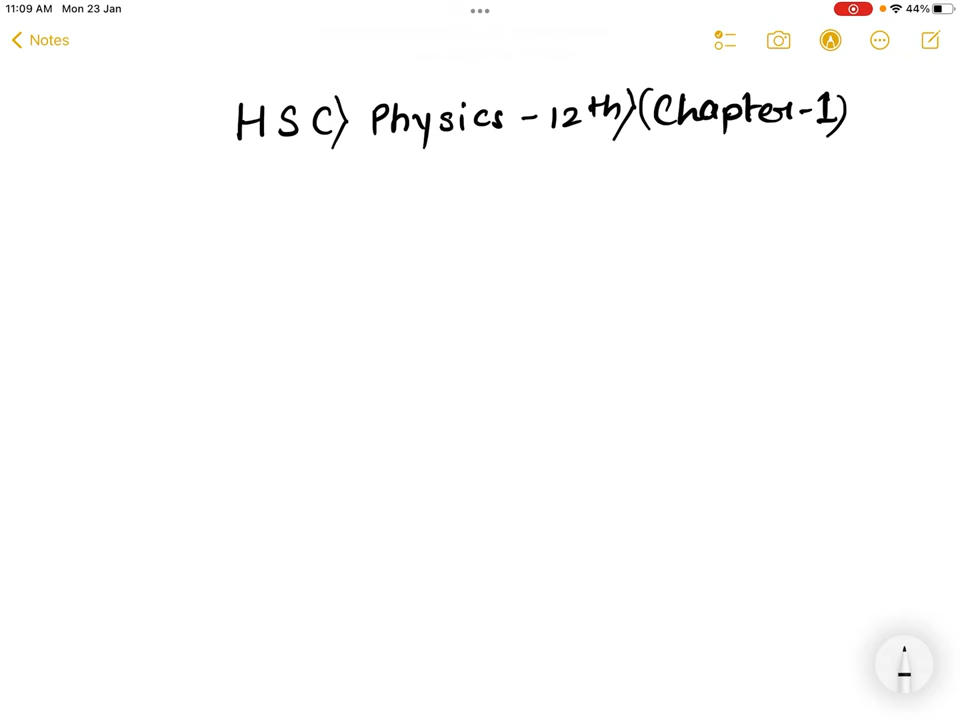 11:09 AM Mon 23 Jan
44%
Notes
HSC) Physics - 12th) (Chapter-1)